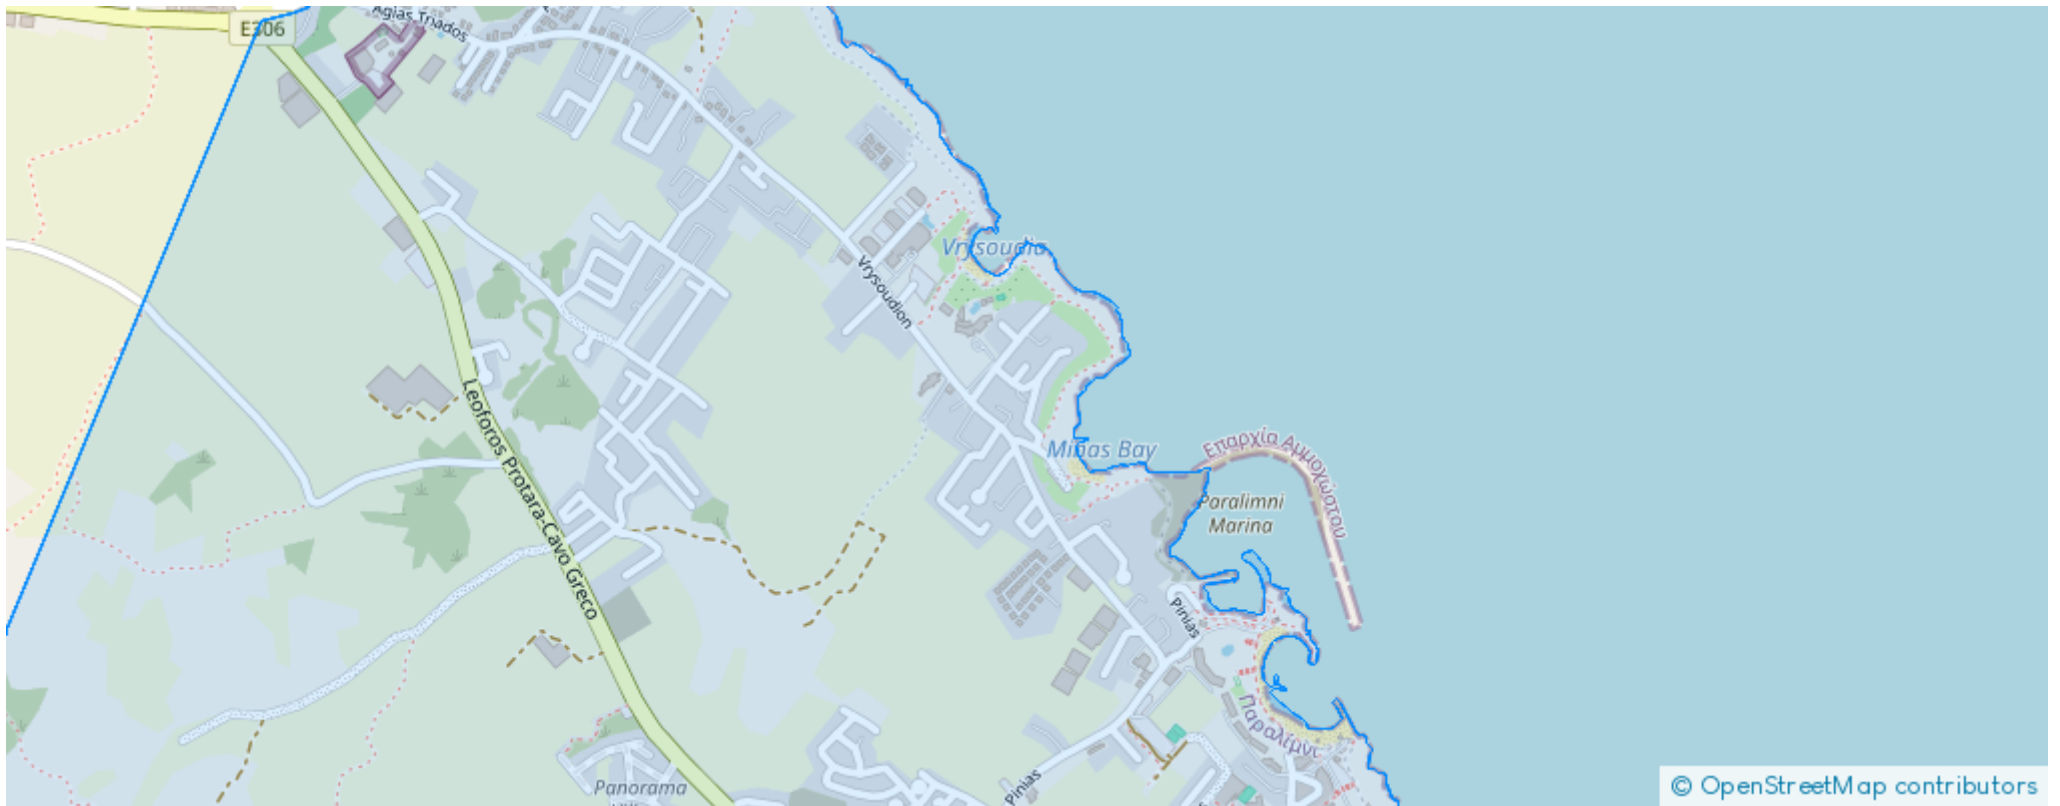 Agias Triados
E306
Vrysoudia
Vrysoudion
Leoforos Protara-Cavo Greco
Minas Bay
Επαρχία Αμμοχώστου
Paralimni
Marina
Pinias
Παραλίμνι
Pinias
Panorama
© OpenStreetMap contributors